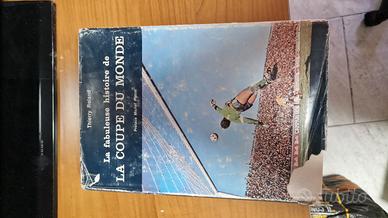 Thierry Roland
La fabuleuse histoire de
LA COUPE DU MONDE